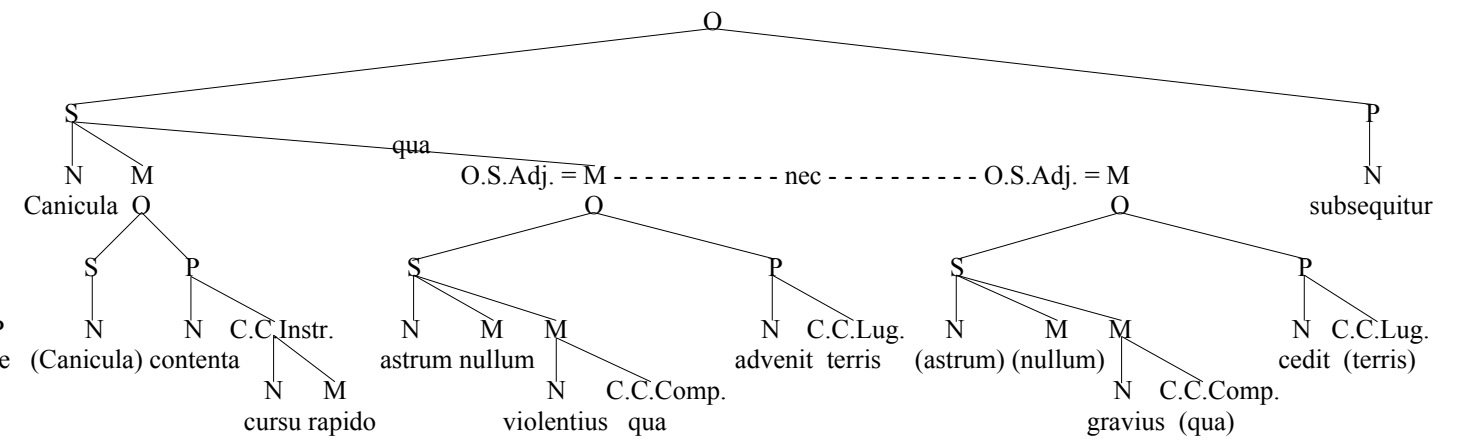 O
S P
qua
N M O.S.Adj. = M - - - - - - - - - - - nec - - - - - - - - - - O.S.Adj. = M N
Canicula O O O subsequitur
S P S P S P
N N C.C.Instr. N M M N C.C.Lug. N M M N C.C.Lug.
e (Canicula) contenta astrum nullum advenit terris (astrum) (nullum) cedit (terris)
N M N C.C.Comp. N C.C.Comp.
cursu rapido violentius qua gravius (qua)